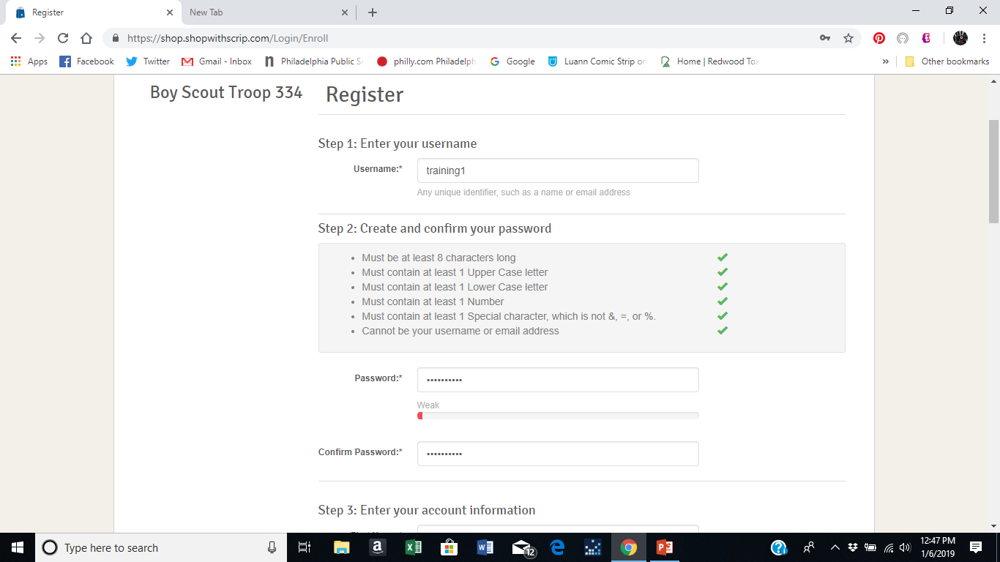 Register
New Tab
https://shop.shopwithscrip.com/Login/Enroll
Apps
Facebook
Twitter
Gmail - Inbox
Philadelphia Public Sc
philly.com Philadelph
Google
Luann Comic Strip on
Home | Redwood Tox
»
Other bookmarks
Boy Scout Troop 334
Register
Step 1: Enter your username
Username:*
training1
Any unique identifier, such as a name or email address
Step 2: Create and confirm your password
Must be at least 8 characters long
Must contain at least 1 Upper Case letter
Must contain at least 1 Lower Case letter
Must contain at least 1 Number
Must contain at least 1 Special character, which is not &, =, or %.
Cannot be your username or email address
Password:*
••••••••••
Weak
Confirm Password:*
••••••••••
Step 3: Enter your account information
Type here to search
12
12:47 PM
1/6/2019